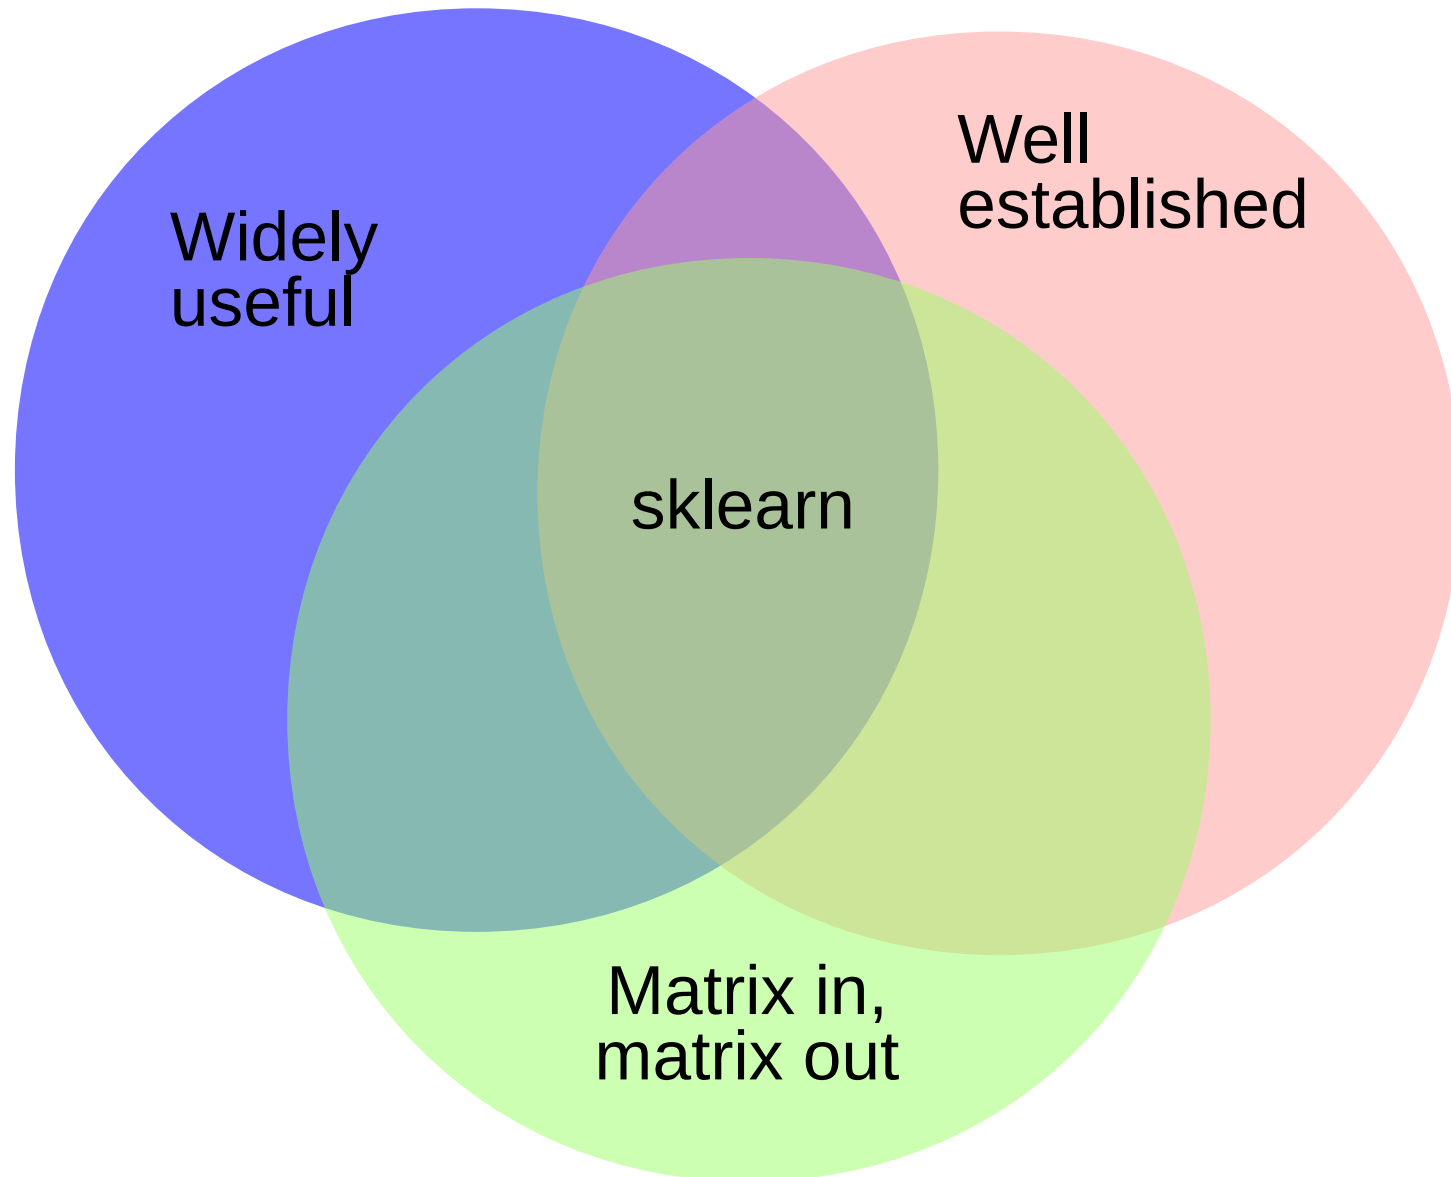 Widely
useful
Well
established
sklearn
Matrix in,
matrix out